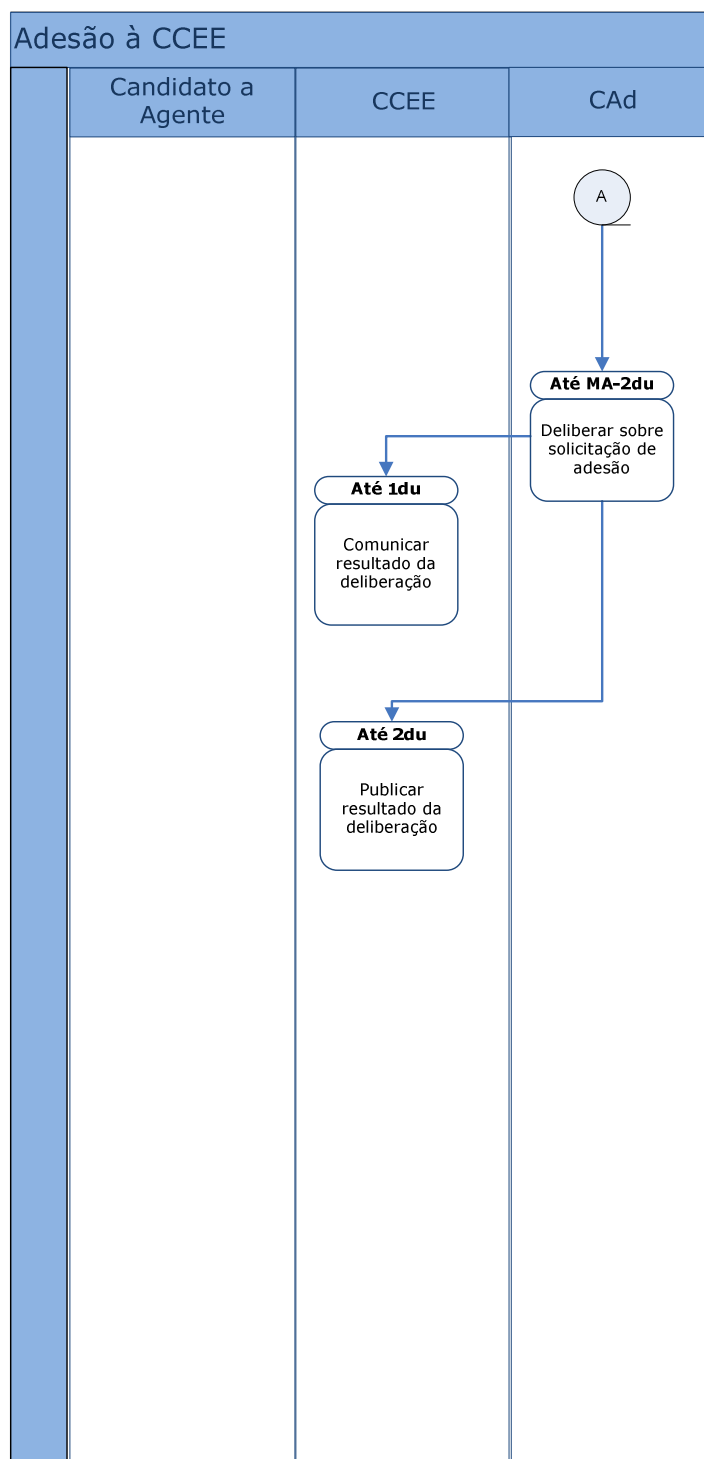 Adesão à CCEE
Candidato a
Agente
CCEE
CAd
A
Até MA-2du
Deliberar sobre
solicitação de
adesão
Até 1du
Comunicar
resultado da
deliberação
Até 2du
Publicar
resultado da
deliberação